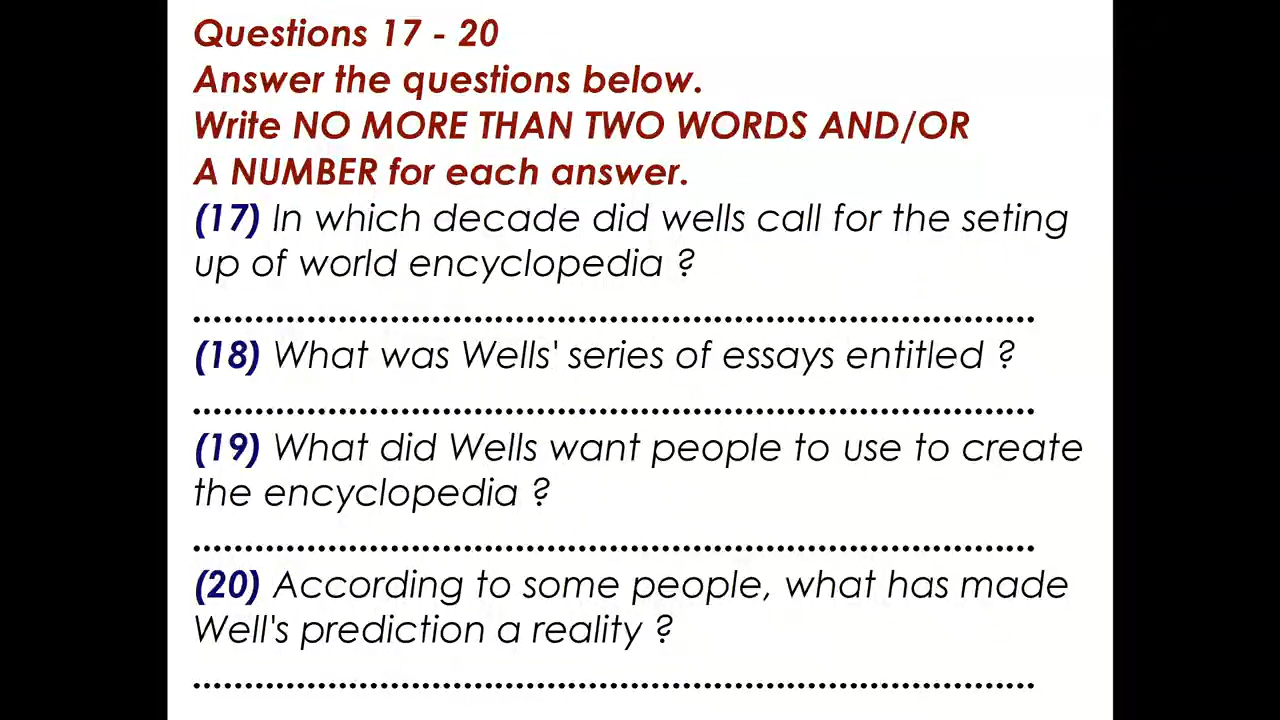 Questions 17 - 20
Answer the questions below.
Write NO MORE THAN TWO WORDS AND/OR
A NUMBER for each answer.
(17) In which decade did wells call for the seting
up of world encyclopedia ?
................................................................................
(18) What was Wells' series of essays entitled ?
................................................................................
(19) What did Wells want people to use to create
the encyclopedia ?
................................................................................
(20) According to some people, what has made
Well's prediction a reality ?
................................................................................